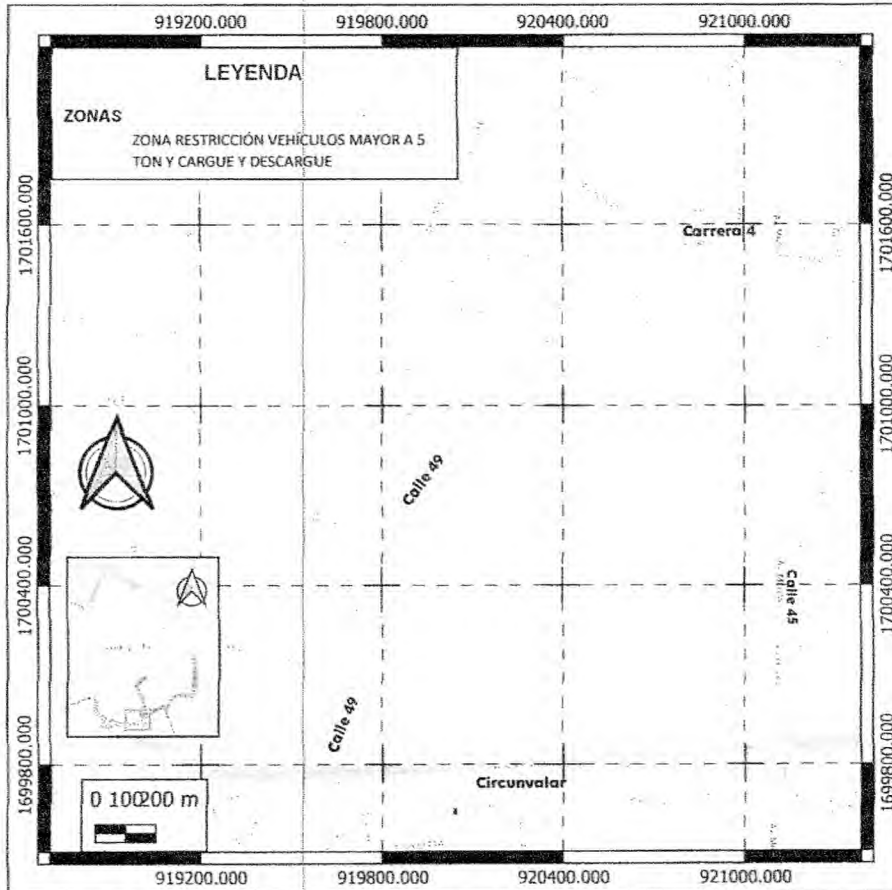 919200.000 919800.000 920400.000 921000.000
LEYENDA
ZONAS
ZONA RESTRICCIÓN VEHÍCULOS MAYOR A 5
TON Y CARGUE Y DESCARGUE
1701600.000 1701600.000
Carrera 4
1701000.000 1701000.000
Calle 49
1700400.000 1700400.000
Calle 45
Calle 49
1699800.000 1699800.000
Circunvalar
0 100200 m
919200.000 919800.000 920400.000 921000.000